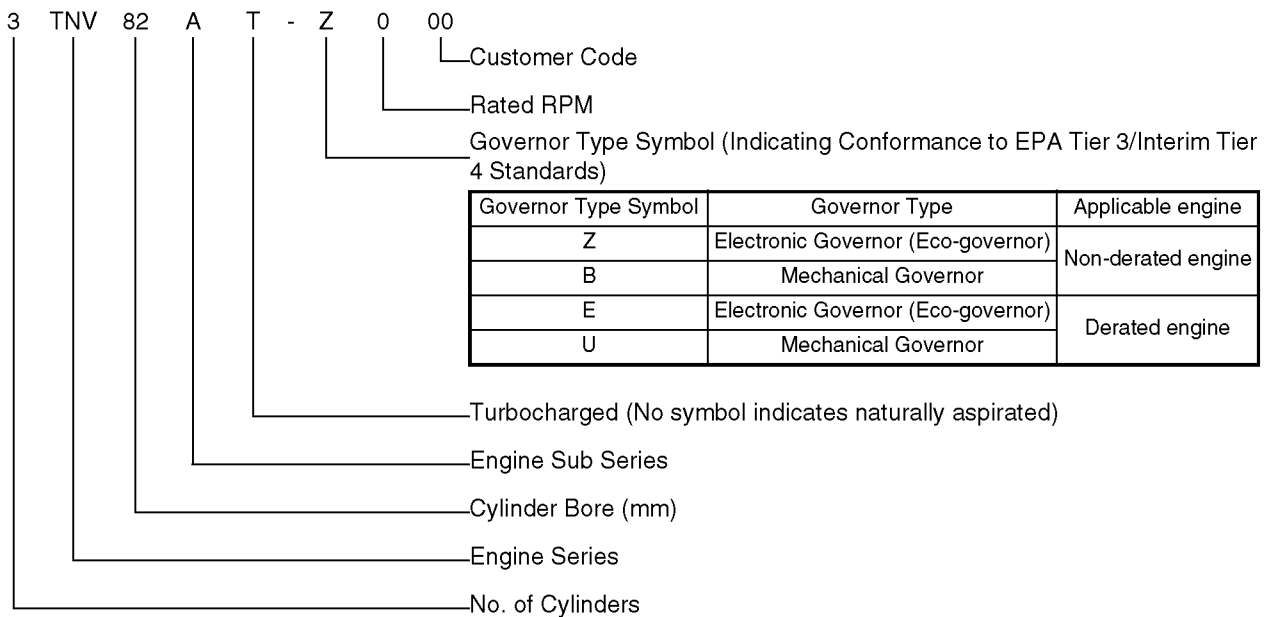 3 TNV 82 A T - Z 0 00
Customer Code
Rated RPM
Governor Type Symbol (Indicating Conformance to EPA Tier 3/Interim Tier
4 Standards)
Governor Type Symbol Governor Type Applicable engine
Z Electronic Governor (Eco-governor)
Non-derated engine
B Mechanical Governor
E Electronic Governor (Eco-governor)
Derated engine
U Mechanical Governor
Turbocharged (No symbol indicates naturally aspirated)
Engine Sub Series
Cylinder Bore (mm)
Engine Series
No. of Cylinders